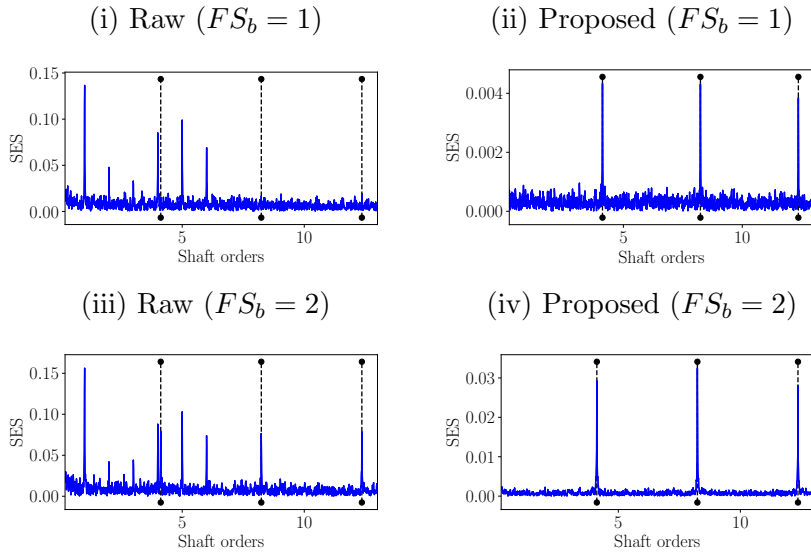 (i) Raw ($FS_b = 1$)
(ii) Proposed ($FS_b = 1$)
0.15
0.10
0.05
0.00
SES
5
10
Shaft orders
0.004
0.002
0.000
SES
5
10
Shaft orders
(iii) Raw ($FS_b = 2$)
(iv) Proposed ($FS_b = 2$)
0.15
0.10
0.05
0.00
SES
5
10
Shaft orders
0.03
0.02
0.01
0.00
SES
5
10
Shaft orders